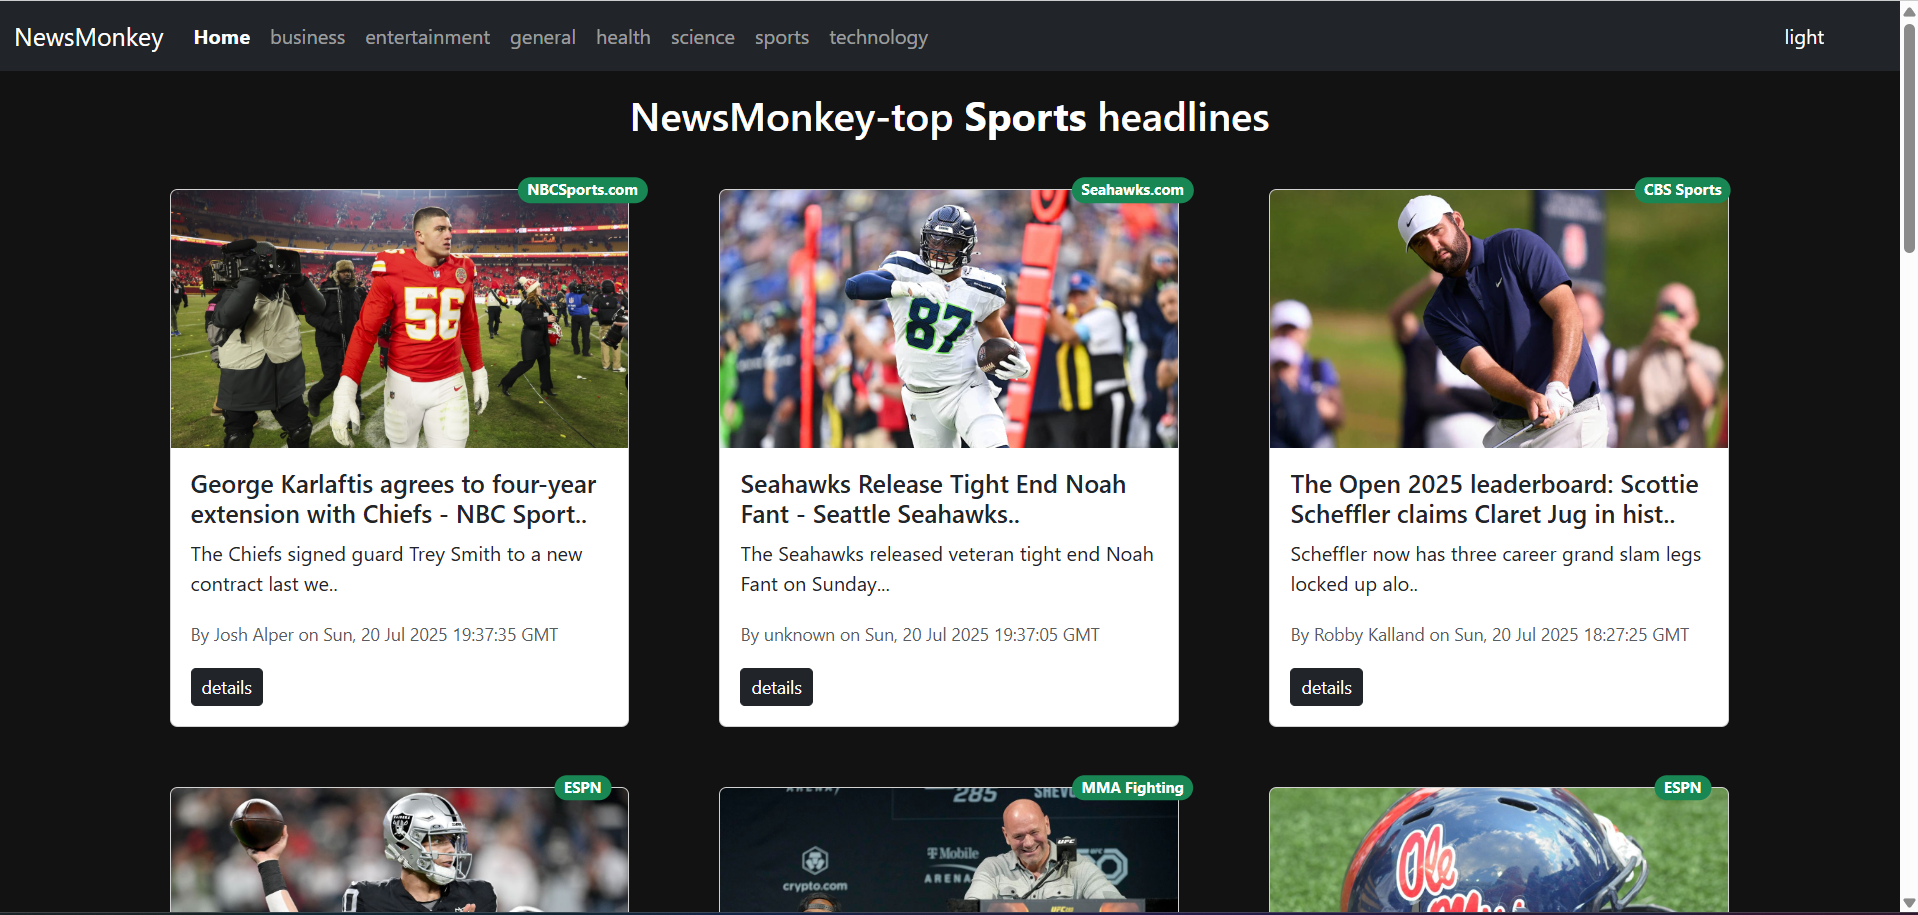 NewsMonkey Home business entertainment general health science sports technology light
NewsMonkey-top Sports headlines
NBCSports.com
56
George Karlaftis agrees to four-year
extension with Chiefs - NBC Sport..
The Chiefs signed guard Trey Smith to a new
contract last we..
By Josh Alper on Sun, 20 Jul 2025 19:37:35 GMT
details
Seahawks.com
87
Seahawks Release Tight End Noah
Fant - Seattle Seahawks..
The Seahawks released veteran tight end Noah
Fant on Sunday...
By unknown on Sun, 20 Jul 2025 19:37:05 GMT
details
CBS Sports
The Open 2025 leaderboard: Scottie
Scheffler claims Claret Jug in hist..
Scheffler now has three career grand slam legs
locked up alo..
By Robby Kalland on Sun, 20 Jul 2025 18:27:25 GMT
details
ESPN
RAIDERS
MMA Fighting
285
T Mobile
ARENA
crypto.com
UFC
ESPN
Ole